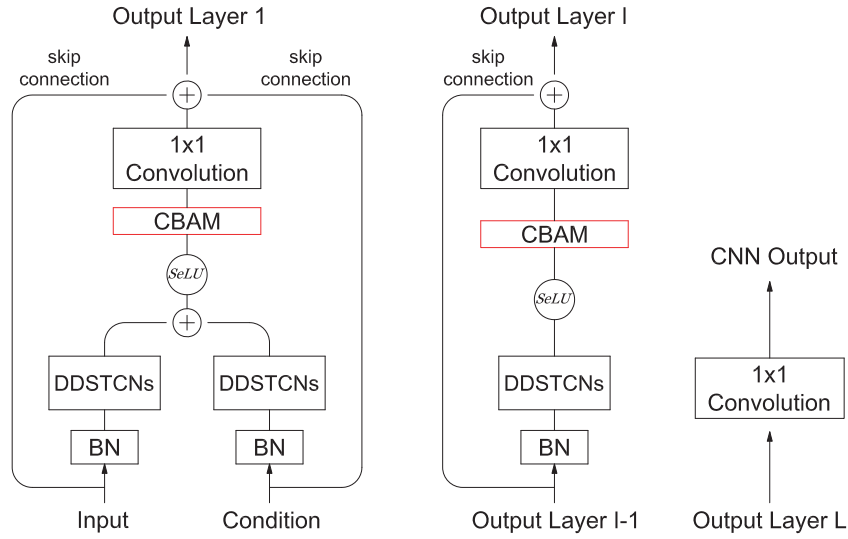 Output Layer 1
skip
connection
skip
connection
1x1
Convolution
CBAM
SeLU
DDSTCNs
DDSTCNs
BN
BN
Input
Condition
Output Layer l
skip
connection
1x1
Convolution
CBAM
SeLU
DDSTCNs
BN
Output Layer l-1
CNN Output
1x1
Convolution
Output Layer L